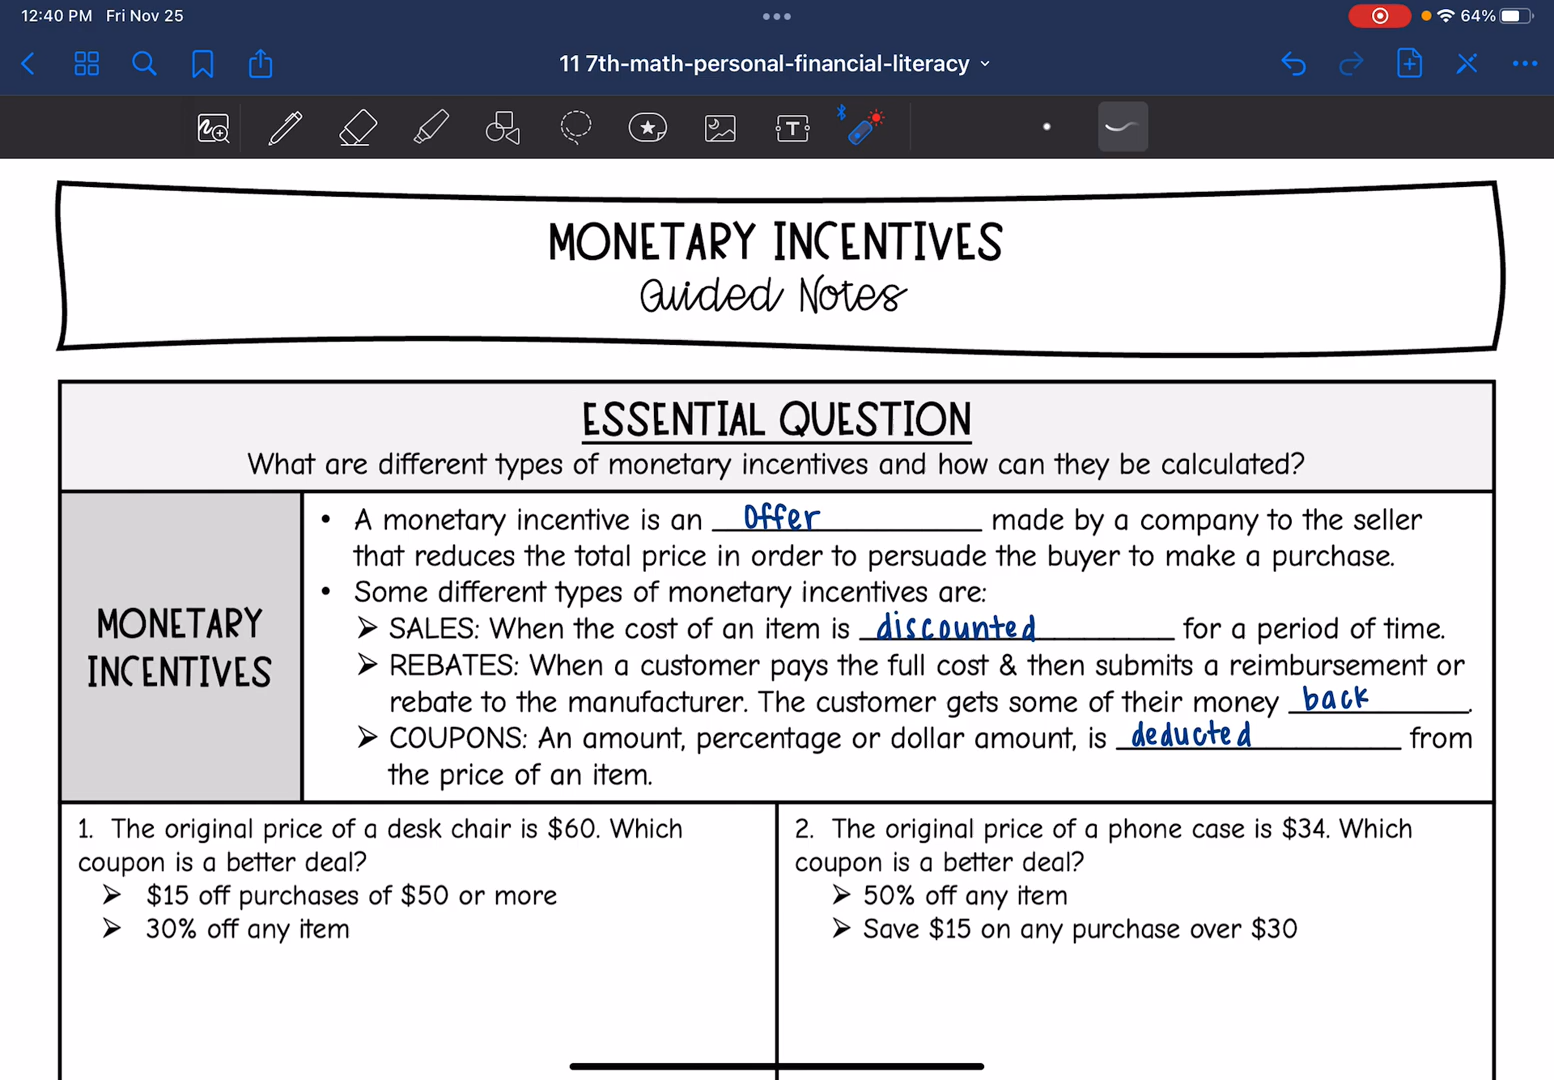 12:40 PM Fri Nov 25
64%
11 7th-math-personal-financial-literacy
MONETARY INCENTIVES
Guided Notes
ESSENTIAL QUESTION
What are different types of monetary incentives and how can they be calculated?
MONETARY
INCENTIVES
• A monetary incentive is an offer made by a company to the seller
that reduces the total price in order to persuade the buyer to make a purchase.
• Some different types of monetary incentives are:
➢ SALES: When the cost of an item is discounted for a period of time.
➢ REBATES: When a customer pays the full cost & then submits a reimbursement or
rebate to the manufacturer. The customer gets some of their money back.
➢ COUPONS: An amount, percentage or dollar amount, is deducted from
the price of an item.
1. The original price of a desk chair is $60. Which
coupon is a better deal?
➢ $15 off purchases of $50 or more
➢ 30% off any item
2. The original price of a phone case is $34. Which
coupon is a better deal?
➢ 50% off any item
➢ Save $15 on any purchase over $30